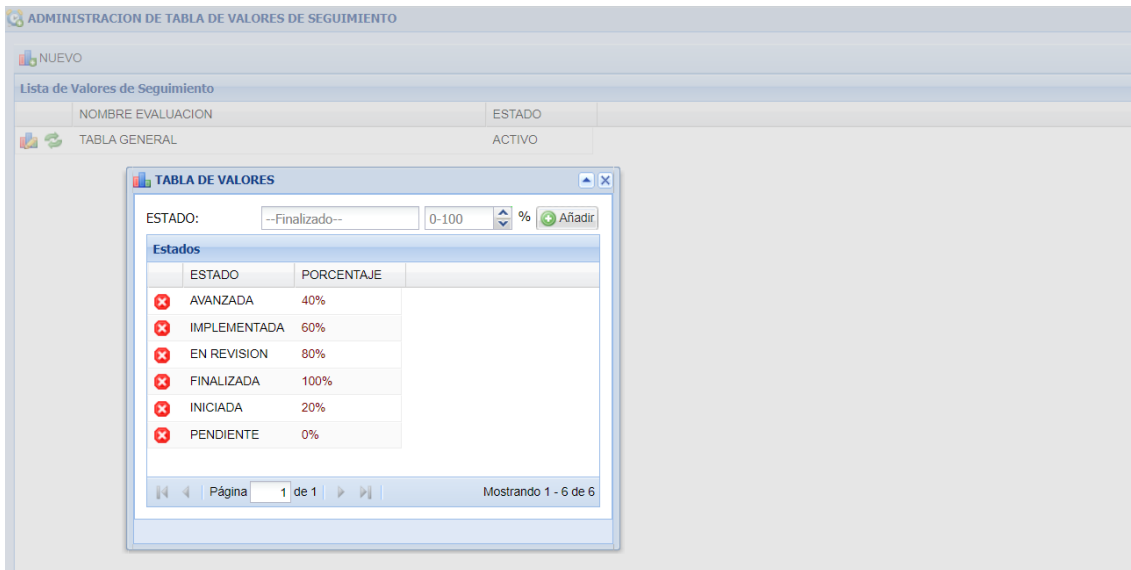 ADMINISTRACION DE TABLA DE VALORES DE SEGUIMIENTO
NUEVO
Lista de Valores de Seguimiento
NOMBRE EVALUACION ESTADO
TABLA GENERAL ACTIVO
TABLA DE VALORES
ESTADO: --Finalizado-- 0-100 % Añadir
Estados
ESTADO PORCENTAJE
AVANZADA 40%
IMPLEMENTADA 60%
EN REVISION 80%
FINALIZADA 100%
INICIADA 20%
PENDIENTE 0%
Página 1 de 1 Mostrando 1 - 6 de 6